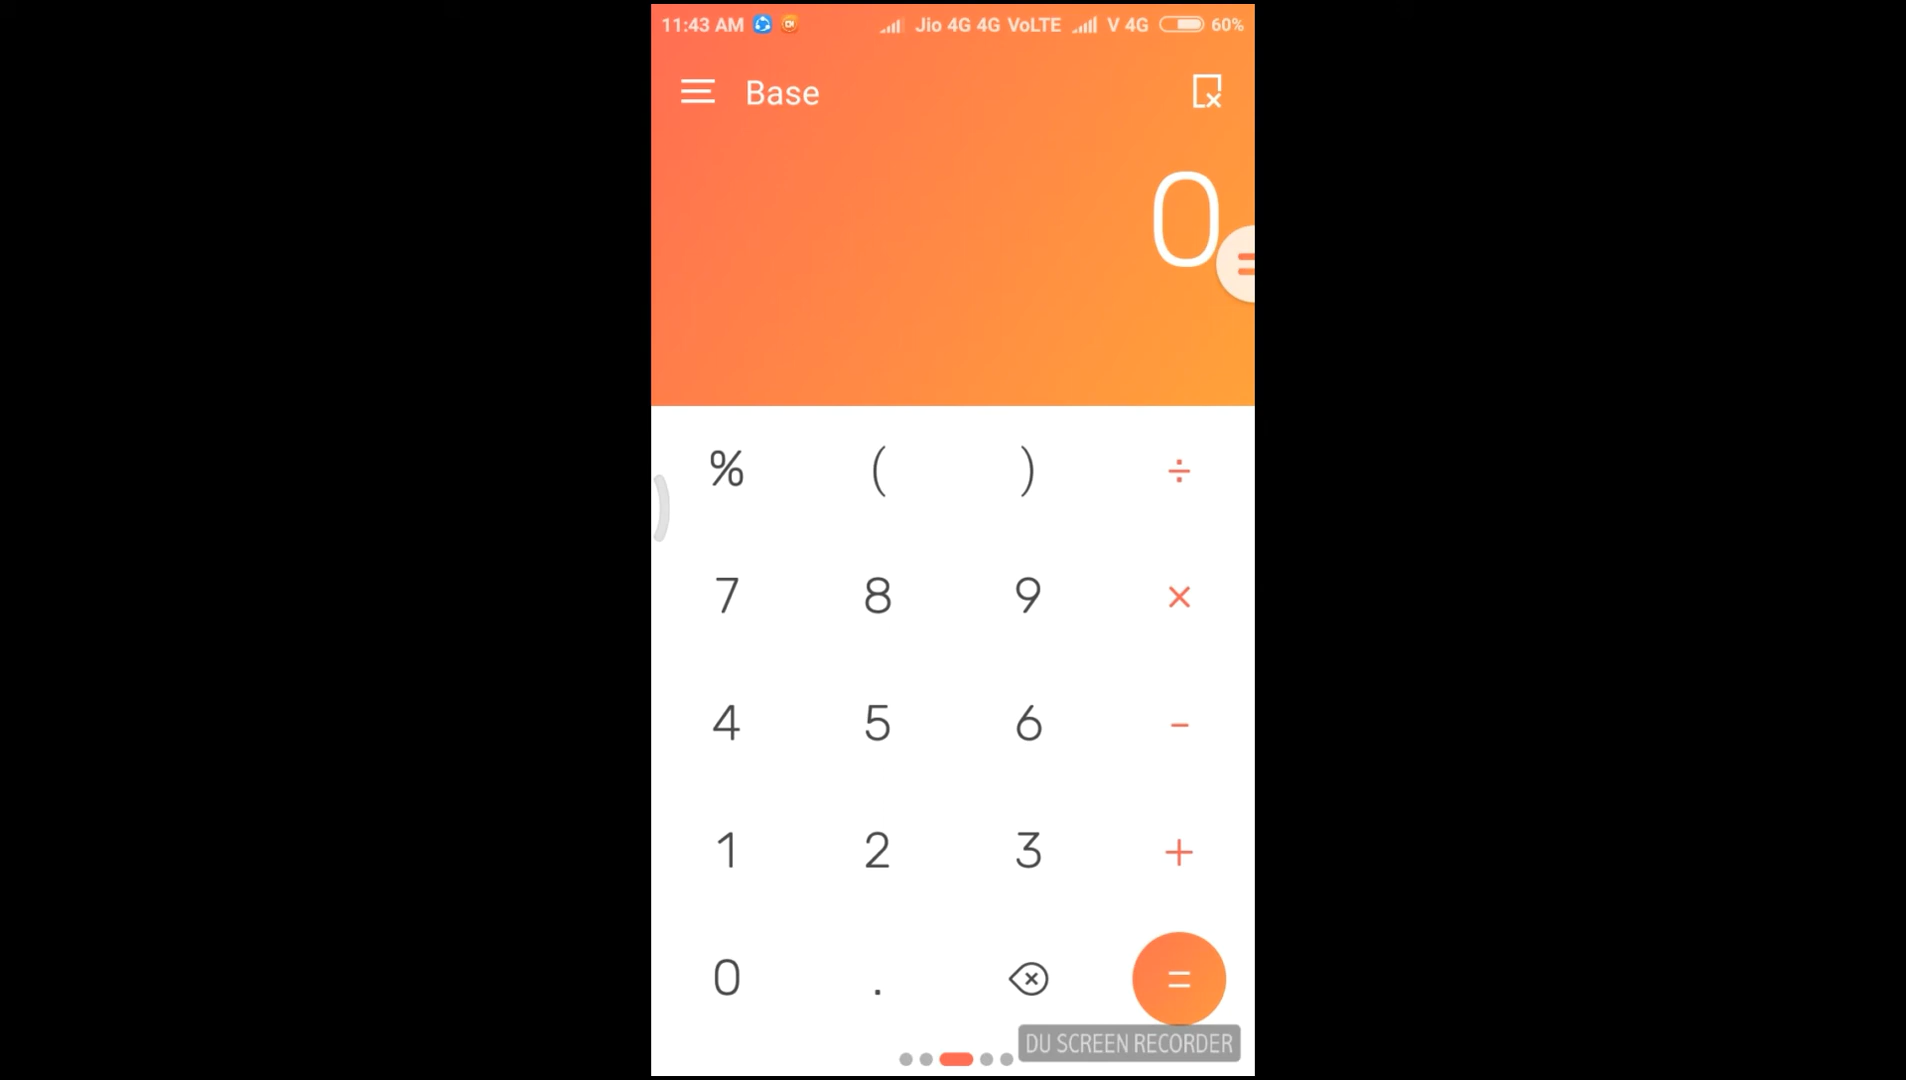 11:43 AM Jio 4G 4G VoLTE V 4G 60%
Base
0
=
% ( ) ÷
7 8 9 ×
4 5 6 -
1 2 3 +
0 . =
DU SCREEN RECORDER